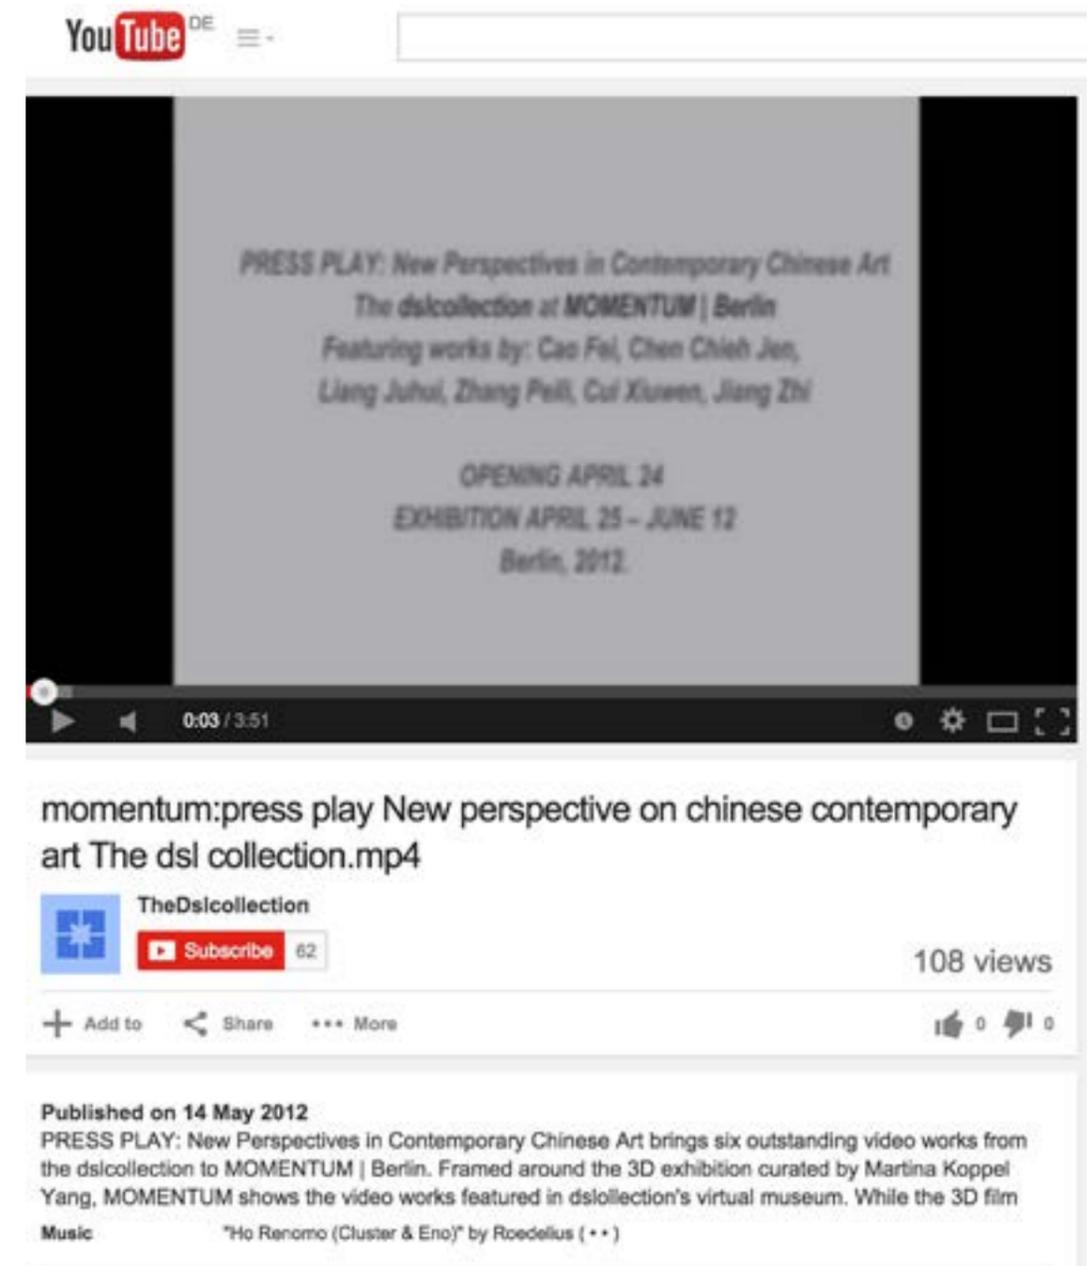 YouTube DE
PRESS PLAY: New Perspectives in Contemporary Chinese Art
The dslcollection at MOMENTUM | Berlin
Featuring works by: Cao Fei, Chen Chieh Jen,
Liang Juhui, Zhang Peili, Cui Xiuwen, Jiang Zhi
OPENING APRIL 24
EXHIBITION APRIL 25 – JUNE 12
Berlin, 2012.
0:03 / 3:51
momentum:press play New perspective on chinese contemporary
art The dsl collection.mp4
TheDslcollection
Subscribe 62
108 views
Add to Share More 0 0
Published on 14 May 2012
PRESS PLAY: New Perspectives in Contemporary Chinese Art brings six outstanding video works from
the dslcollection to MOMENTUM | Berlin. Framed around the 3D exhibition curated by Martina Koppel
Yang, MOMENTUM shows the video works featured in dslollection's virtual museum. While the 3D film
Music "Ho Renomo (Cluster & Eno)" by Roedelius ( • • )